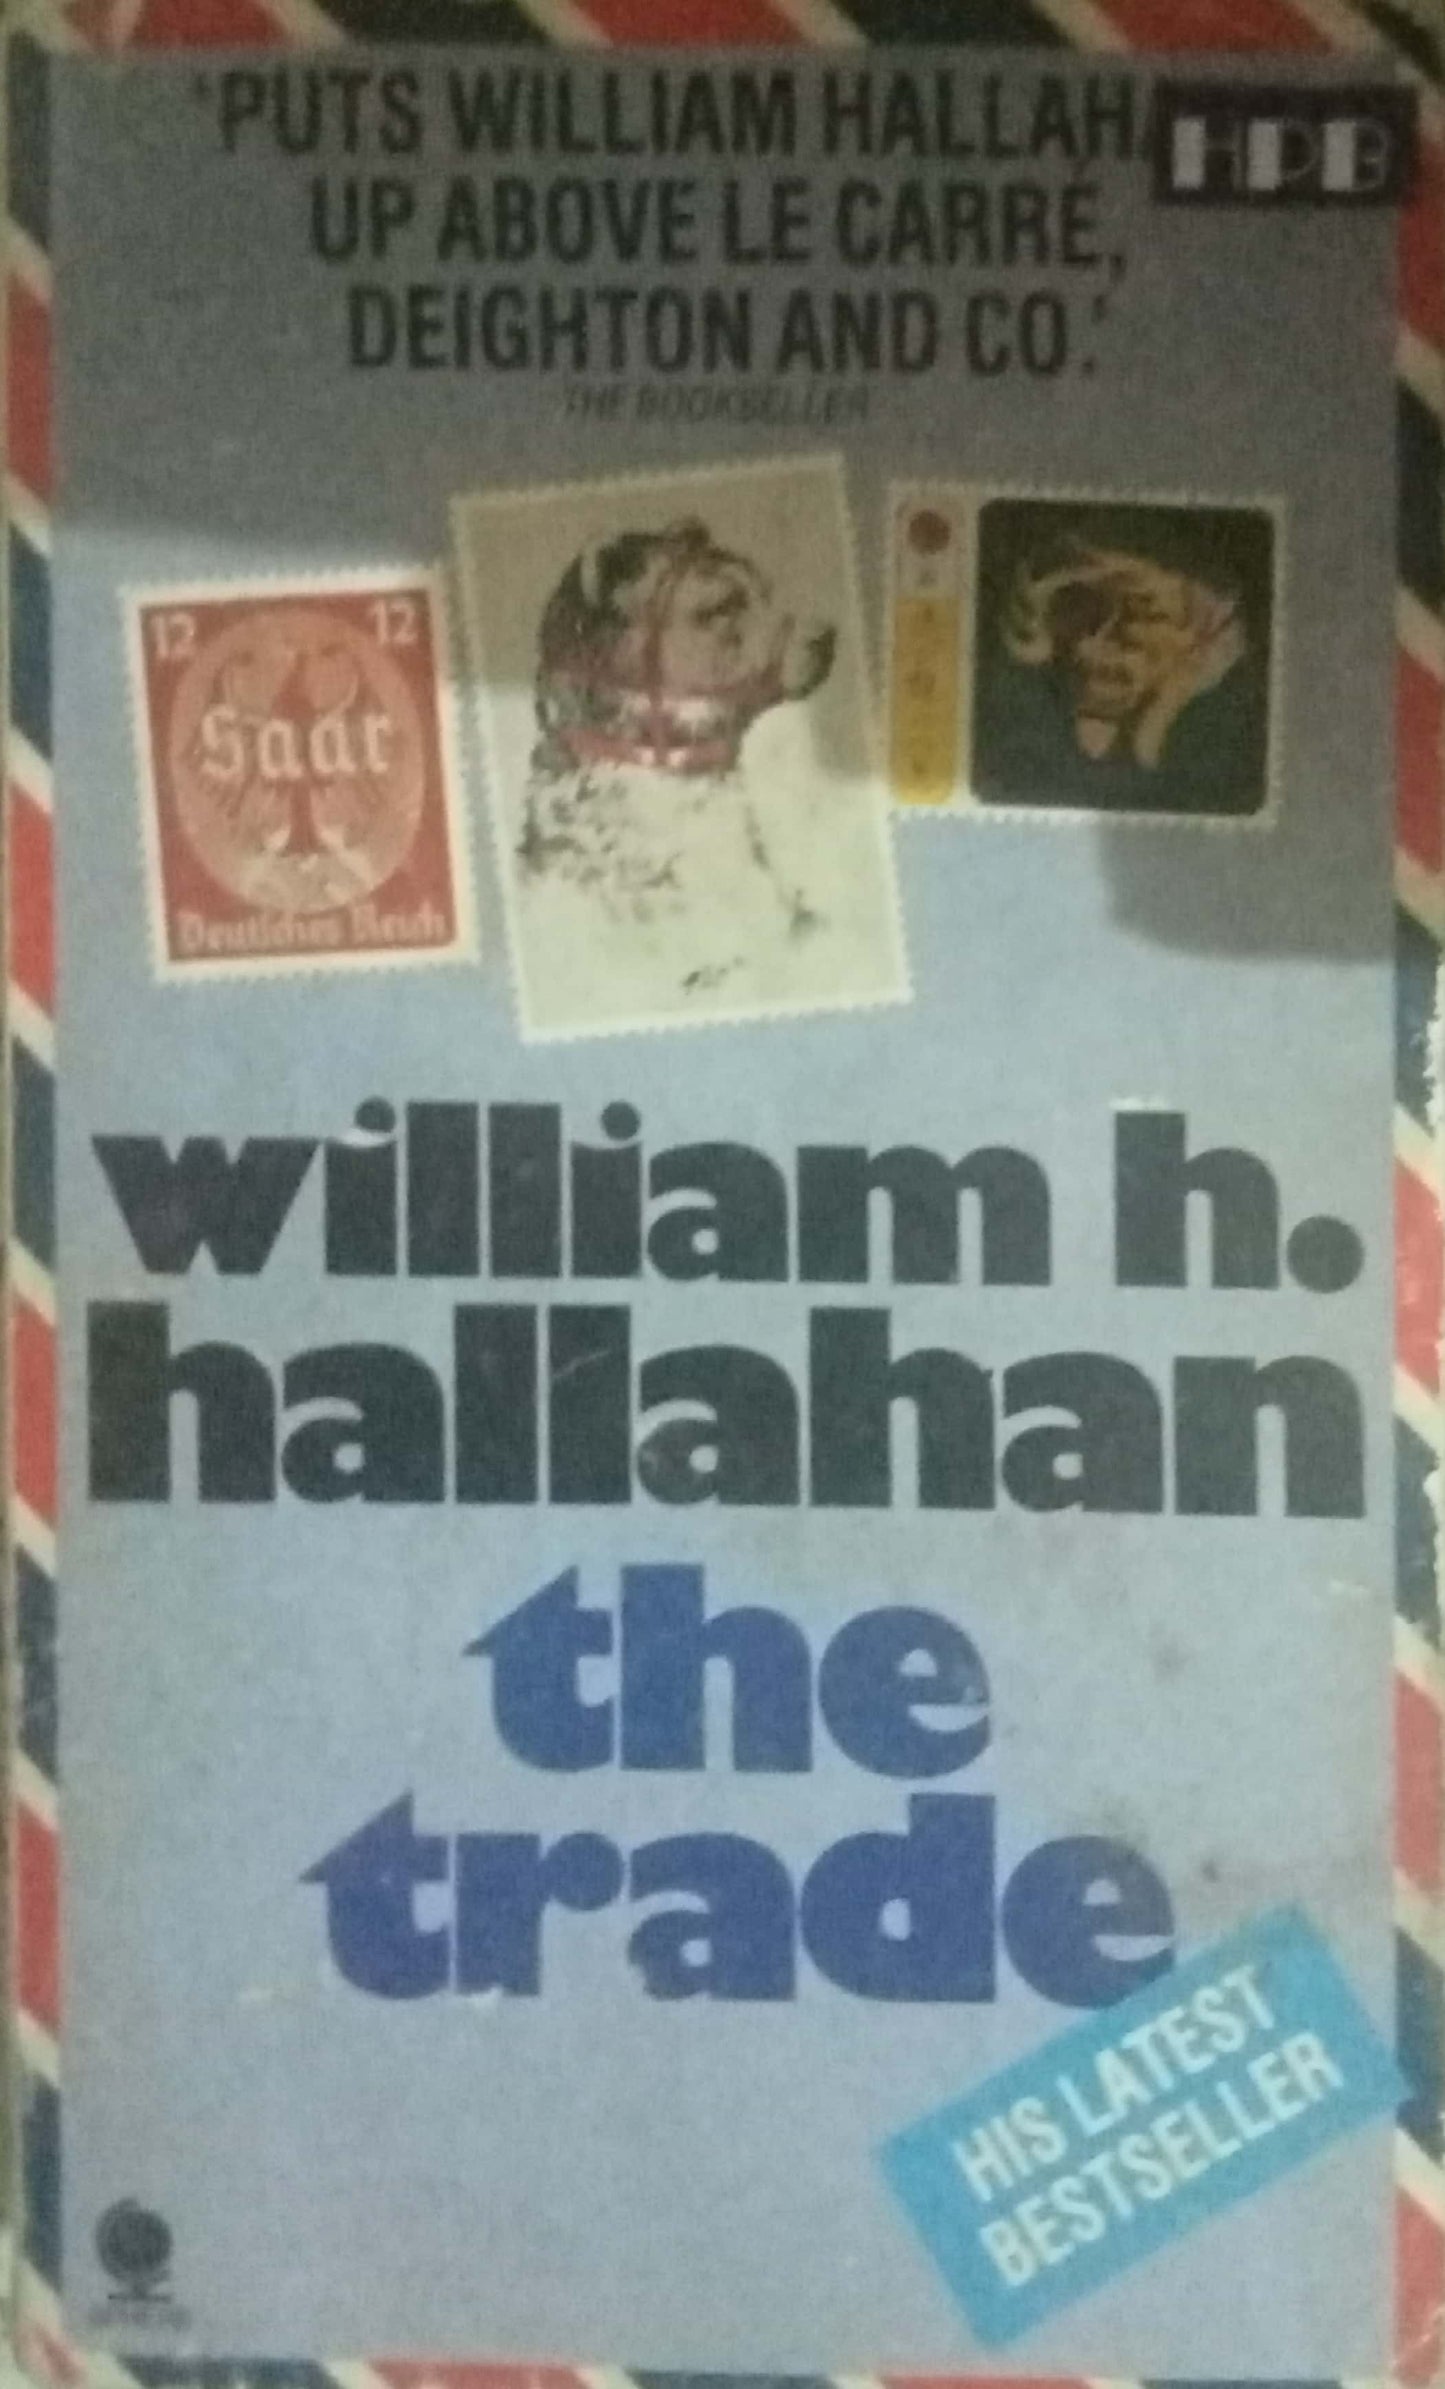 'PUTS WILLIAM HALLAH
HPB
UP ABOVE LE CARRÉ,
DEIGHTON AND CO.'
THE BOOKSELLER
12 12
Saar
Deutsches Reich
william h.
hallahan
the
trade
HIS LATEST
BESTSELLER